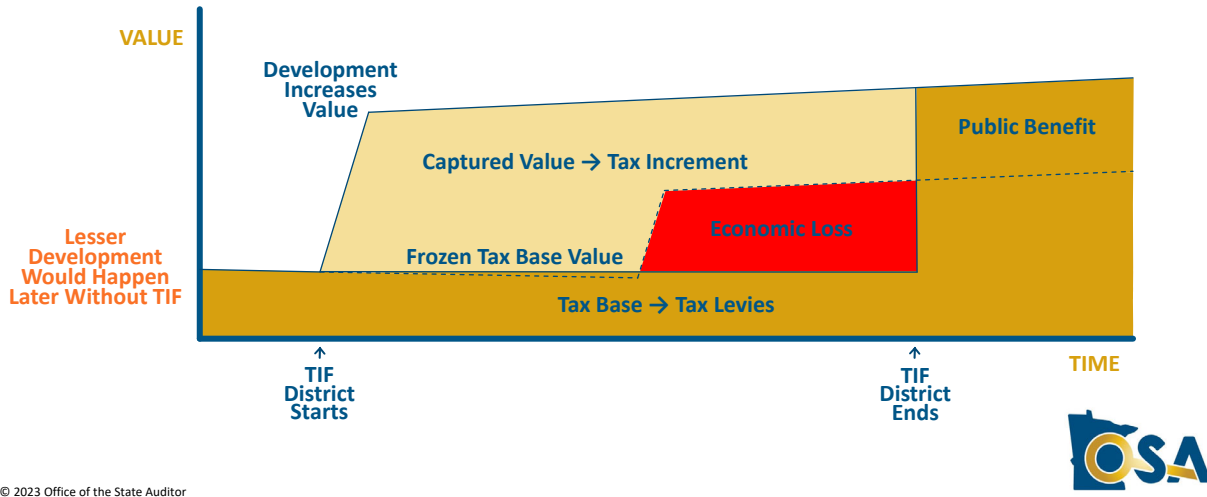 VALUE
Development
Increases
Value
Captured Value → Tax Increment
Public Benefit
Economic Loss
Lesser
Development
Would Happen
Later Without TIF
Frozen Tax Base Value
Tax Base → Tax Levies
↑
TIF
District
Starts
↑
TIF
District
Ends
TIME
OSA
© 2023 Office of the State Auditor